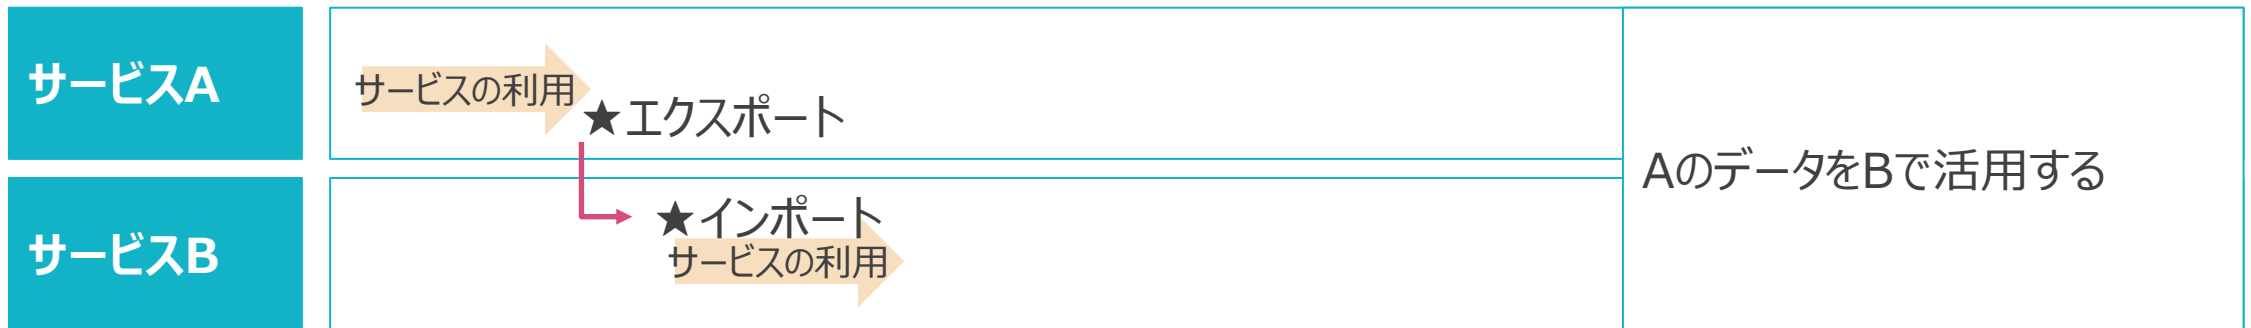 サービスA
サービスの利用
★エクスポート
AのデータをBで活用する
サービスB
★インポート
サービスの利用